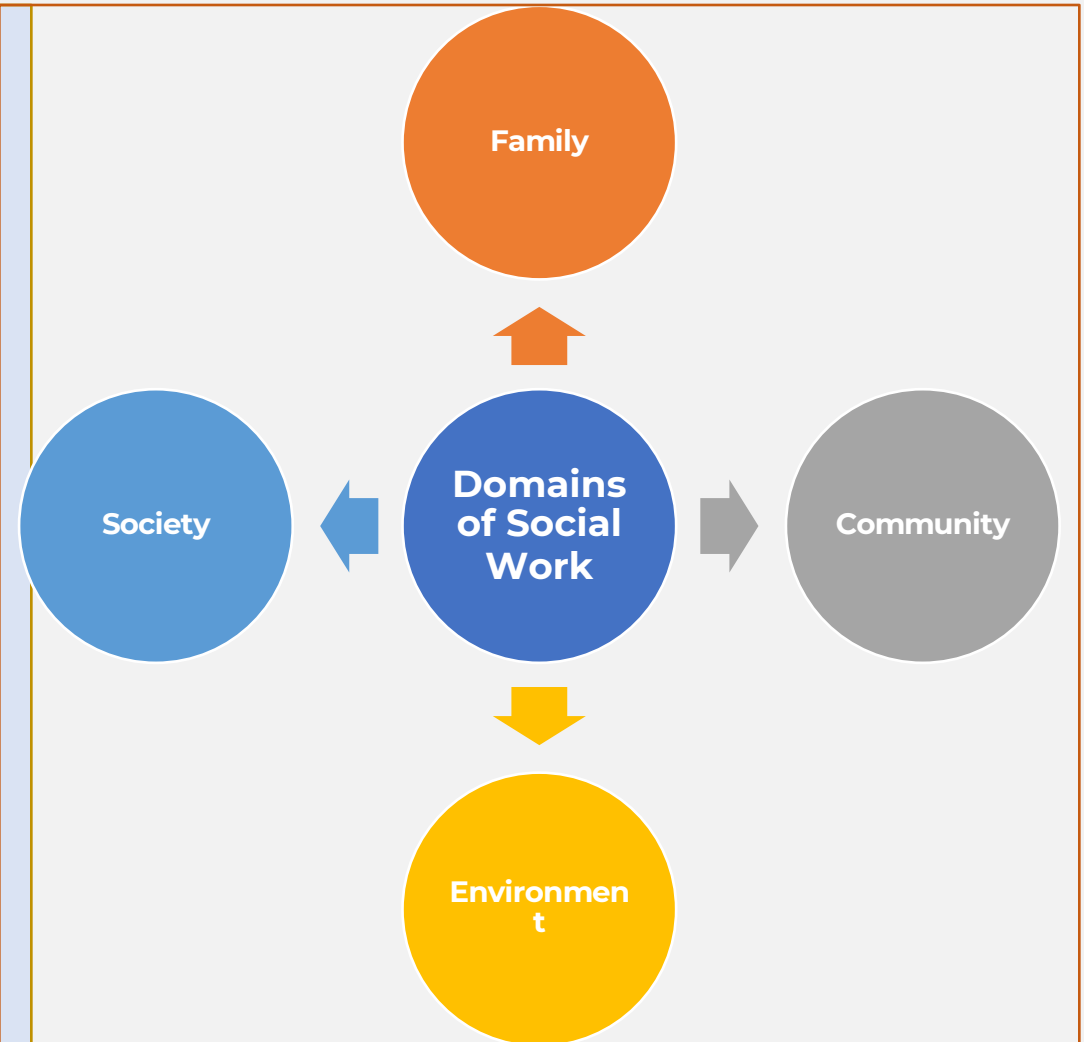 Family
Society
Domains
of Social
Work
Community
Environmen
t